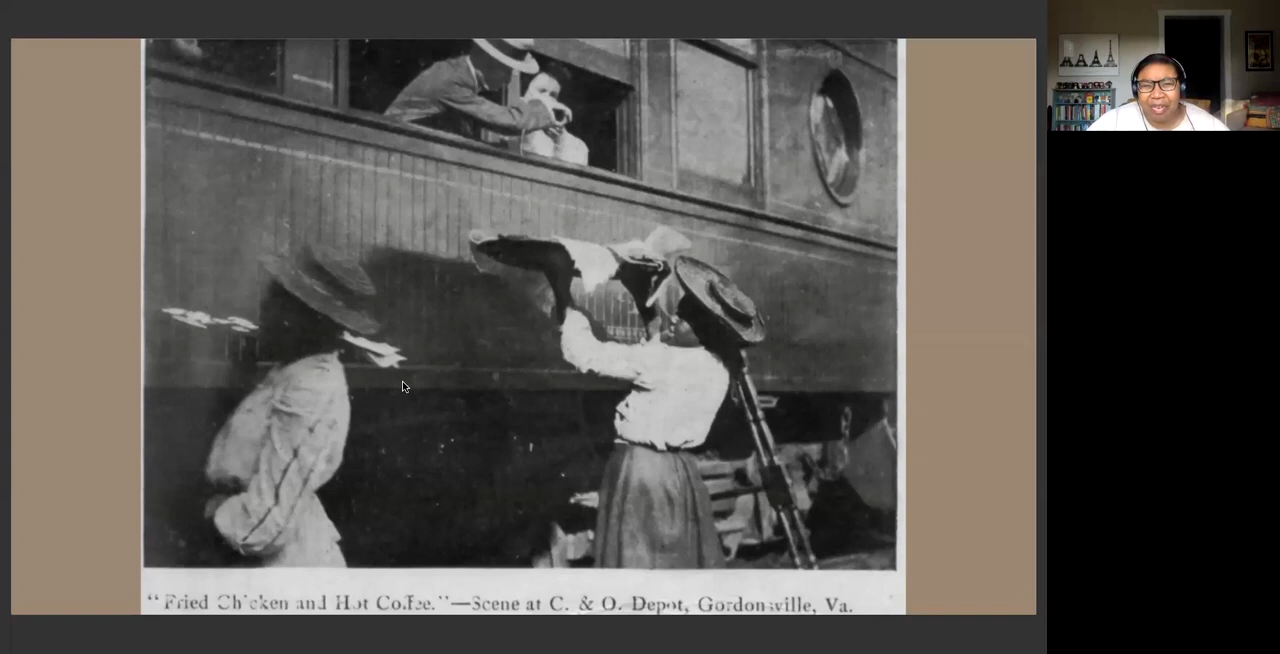 "Fried Chicken and Hot Coffee."—Scene at C. & O. Depot, Gordonsville, Va.